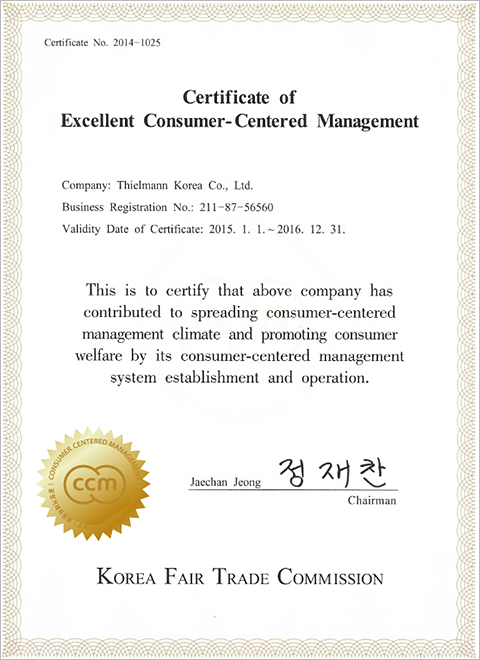 Certificate No. 2014-1025
Certificate of
Excellent Consumer-Centered Management
Company: Thielmann Korea Co., Ltd.
Business Registration No.: 211-87-56560
Validity Date of Certificate: 2015. 1. 1.~2016. 12. 31.
This is to certify that above company has
contributed to spreading consumer-centered
management climate and promoting consumer
welfare by its consumer-centered management
system establishment and operation.
CONSUMER CENTERED MANAGEMENT
ccm
Jaechan Jeong 정재찬
Chairman
KOREA FAIR TRADE COMMISSION